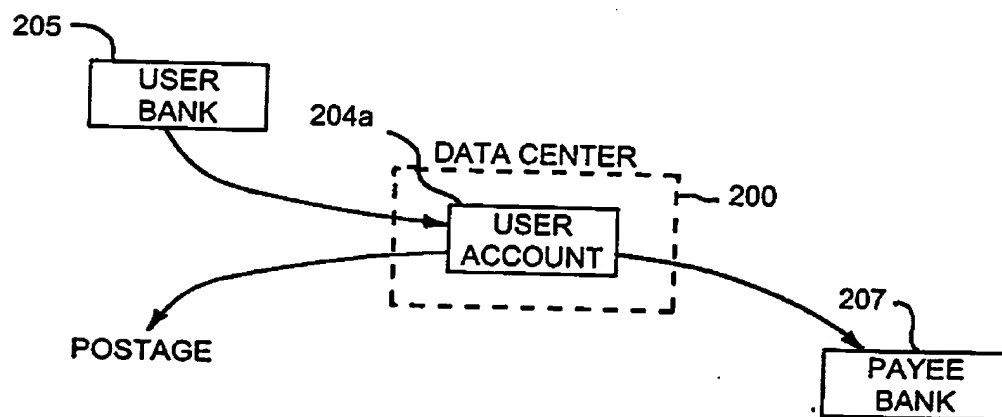 205
USER
BANK
204a
DATA CENTER
200
USER
ACCOUNT
207
POSTAGE
PAYEE
BANK